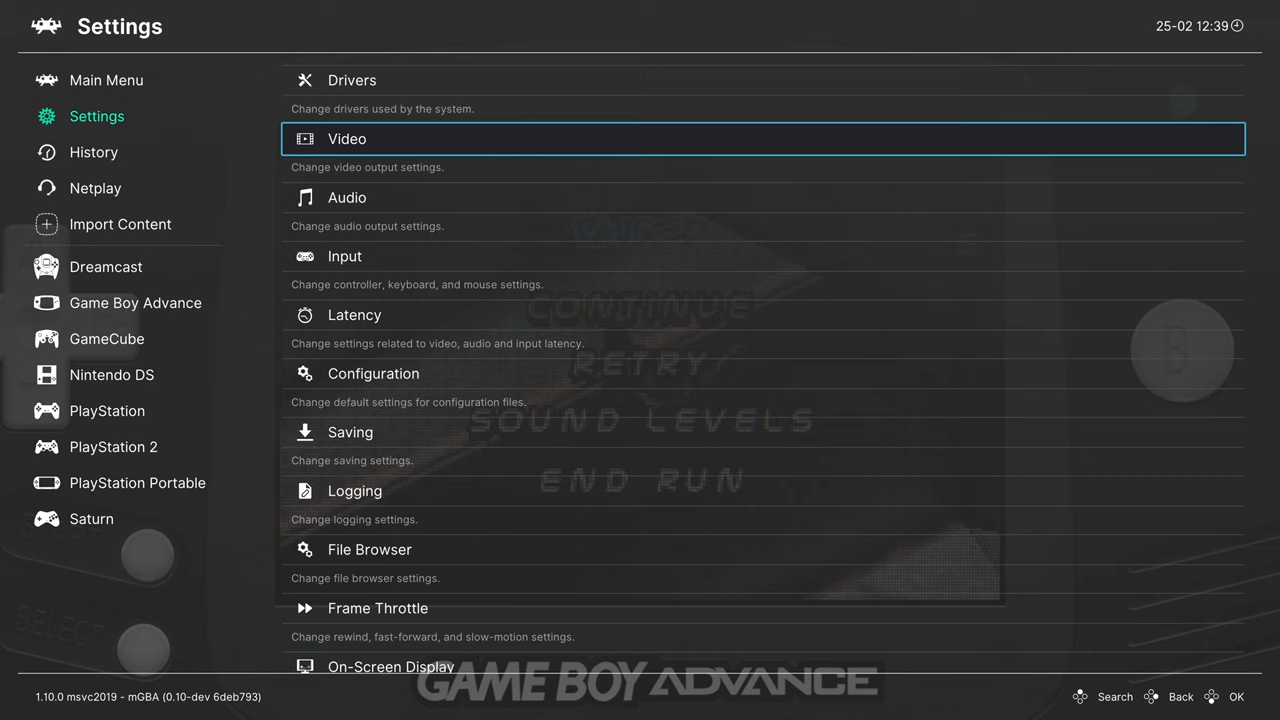 Settings
25-02 12:39
Main Menu
Settings
History
Netplay
Import Content
Dreamcast
Game Boy Advance
GameCube
Nintendo DS
PlayStation
PlayStation 2
PlayStation Portable
Saturn
Drivers
Change drivers used by the system.
Video
Change video output settings.
Audio
Change audio output settings.
Input
Change controller, keyboard, and mouse settings.
Latency
Change settings related to video, audio and input latency.
Configuration
Change default settings for configuration files.
Saving
Change saving settings.
Logging
Change logging settings.
File Browser
Change file browser settings.
Frame Throttle
Change rewind, fast-forward, and slow-motion settings.
On-Screen Display
PAUSED
CONTINUE
RETRY
SOUND LEVELS
END RUN
B
SELECT
GAME BOY ADVANCE
1.10.0 msvc2019 - mGBA (0.10-dev 6deb793)
Search
Back
OK